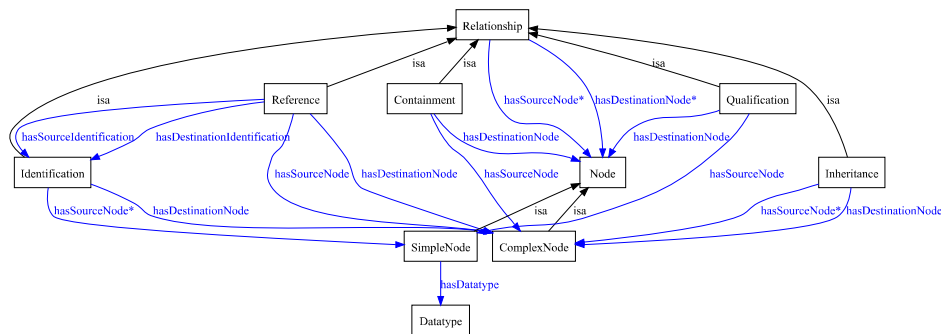 Relationship
isa
isa
isa
isa
isa
Reference
Containment
hasSourceNode*
hasDestinationNode*
Qualification
hasSourceIdentification
hasDestinationIdentification
hasDestinationNode
hasDestinationNode
Identification
hasSourceNode
hasDestinationNode
hasSourceNode
Node
hasSourceNode
Inheritance
hasSourceNode*
hasDestinationNode
isa
isa
hasSourceNode*
hasDestinationNode
SimpleNode
ComplexNode
hasDatatype
Datatype